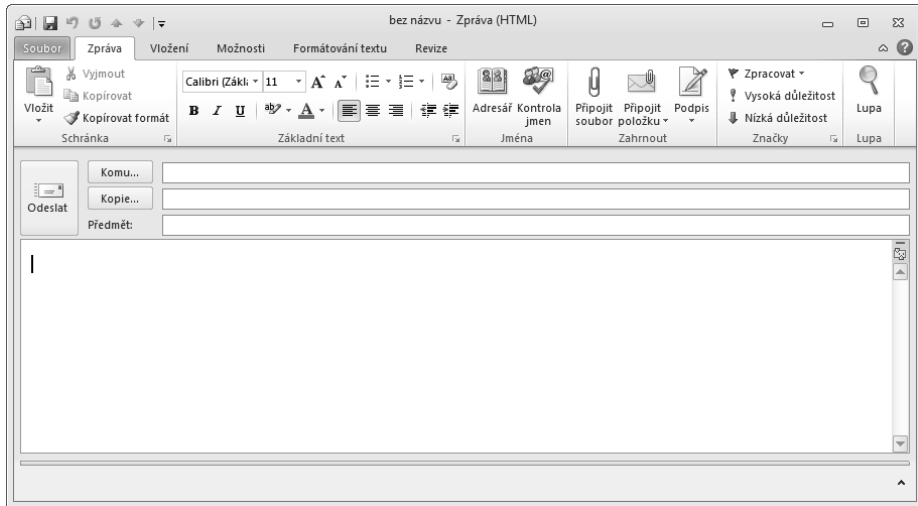 bez názvu - Zpráva (HTML)
Soubor Zpráva Vložení Možnosti Formátování textu Revize
Vložit
Vyjmout
Kopírovat
Kopírovat formát
Schránka
Calibri (Zákl 11
B I U ab A
Základní text
Adresář Kontrola jmen
Jména
Připojit soubor Připojit položku Podpis
Zahrnout
Zpracovat
Vysoká důležitost
Nízká důležitost
Značky
Lupa
Lupa
Odeslat
Komu...
Kopie...
Předmět: